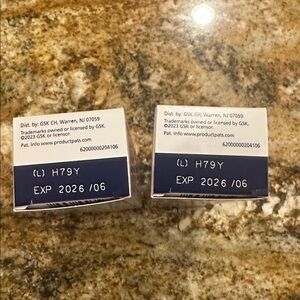 Dist. by: GSK CH, Warren, NJ 07059
Trademarks owned or licensed by GSK.
©2023 GSK or licensor.
Pat. Info www.productpats.com
62000000204106
(L) H79Y
EXP 2026/06
Dist. by: GSK CH, Warren, NJ 07059
Trademarks owned or licensed by GSK.
©2023 GSK or licensor.
Pat. Info www.productpats.com
62000000204106
(L) H79Y
EXP 2026/06